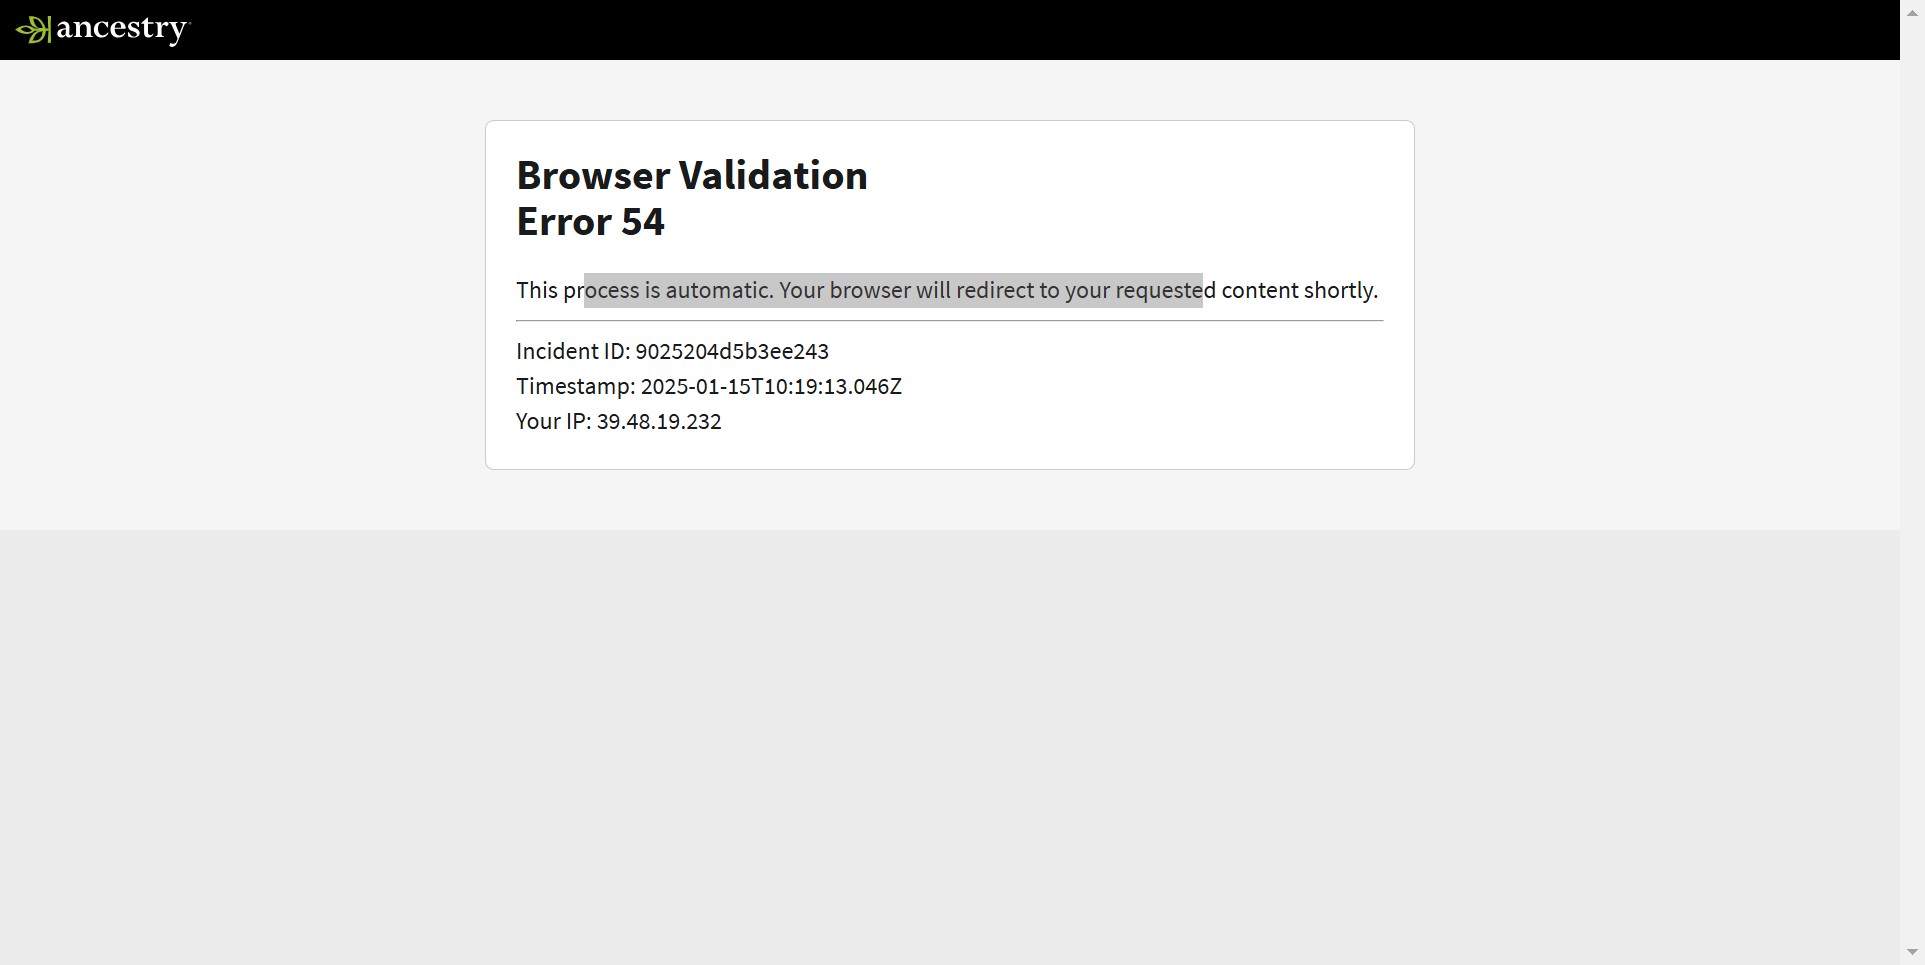 ancestry
Browser Validation
Error 54
This process is automatic. Your browser will redirect to your requested content shortly.
Incident ID: 9025204d5b3ee243
Timestamp: 2025-01-15T10:19:13.046Z
Your IP: 39.48.19.232